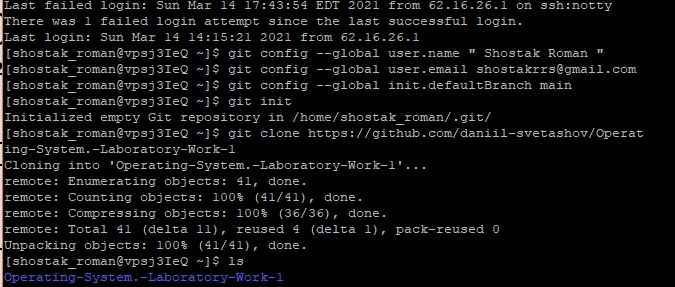 Last failed login: Sun Mar 14 17:43:54 EDT 2021 from 62.16.26.1 on ssh:notty
There was 1 failed login attempt since the last successful login.
Last login: Sun Mar 14 14:15:21 2021 from 62.16.26.1
[shostak_roman@vpsj3IeQ ~]$ git config --global user.name " Shostak Roman "
[shostak_roman@vpsj3IeQ ~]$ git config --global user.email shostakrrs@gmail.com
[shostak_roman@vpsj3IeQ ~]$ git config --global init.defaultBranch main
[shostak_roman@vpsj3IeQ ~]$ git init
Initialized empty Git repository in /home/shostak_roman/.git/
[shostak_roman@vpsj3IeQ ~]$ git clone https://github.com/daniil-svetashov/Operat
ing-System.-Laboratory-Work-1
Cloning into 'Operating-System.-Laboratory-Work-1'...
remote: Enumerating objects: 41, done.
remote: Counting objects: 100% (41/41), done.
remote: Compressing objects: 100% (36/36), done.
remote: Total 41 (delta 11), reused 4 (delta 1), pack-reused 0
Unpacking objects: 100% (41/41), done.
[shostak_roman@vpsj3IeQ ~]$ ls
Operating-System.-Laboratory-Work-1